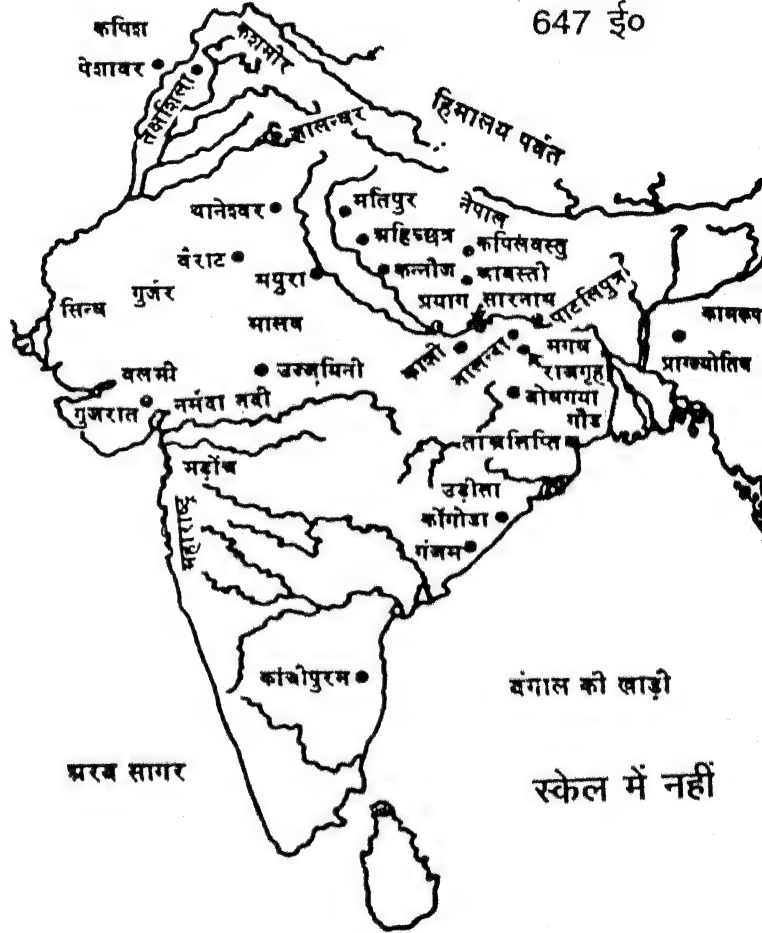 647 ई०
कपिश
पेशावर
कशमीर
तक्षशिला
जालन्धर
हिमालय पर्वत
थानेश्वर
मतिपुर
नेपाल
अहिच्छत्र
कपिलवस्तु
वैराट
मथुरा
कन्नौज
श्रावस्ती
सिन्ध
गुर्जर
प्रयाग
सारनाथ
पाटलिपुत्र
कामरूप
मालव
काशी
नालन्दा
मगध
राजगृह
प्राग्ज्योतिष
वलभी
उज्जयिनी
बोधगया
गुजरात
नर्मदा नदी
गौड
ताम्रलिप्ति
भड़ोंच
उड़ीसा
महाराष्ट्र
कोंगोडा
गंजम
कांचीपुरम
बंगाल की खाड़ी
अरब सागर
स्केल में नहीं